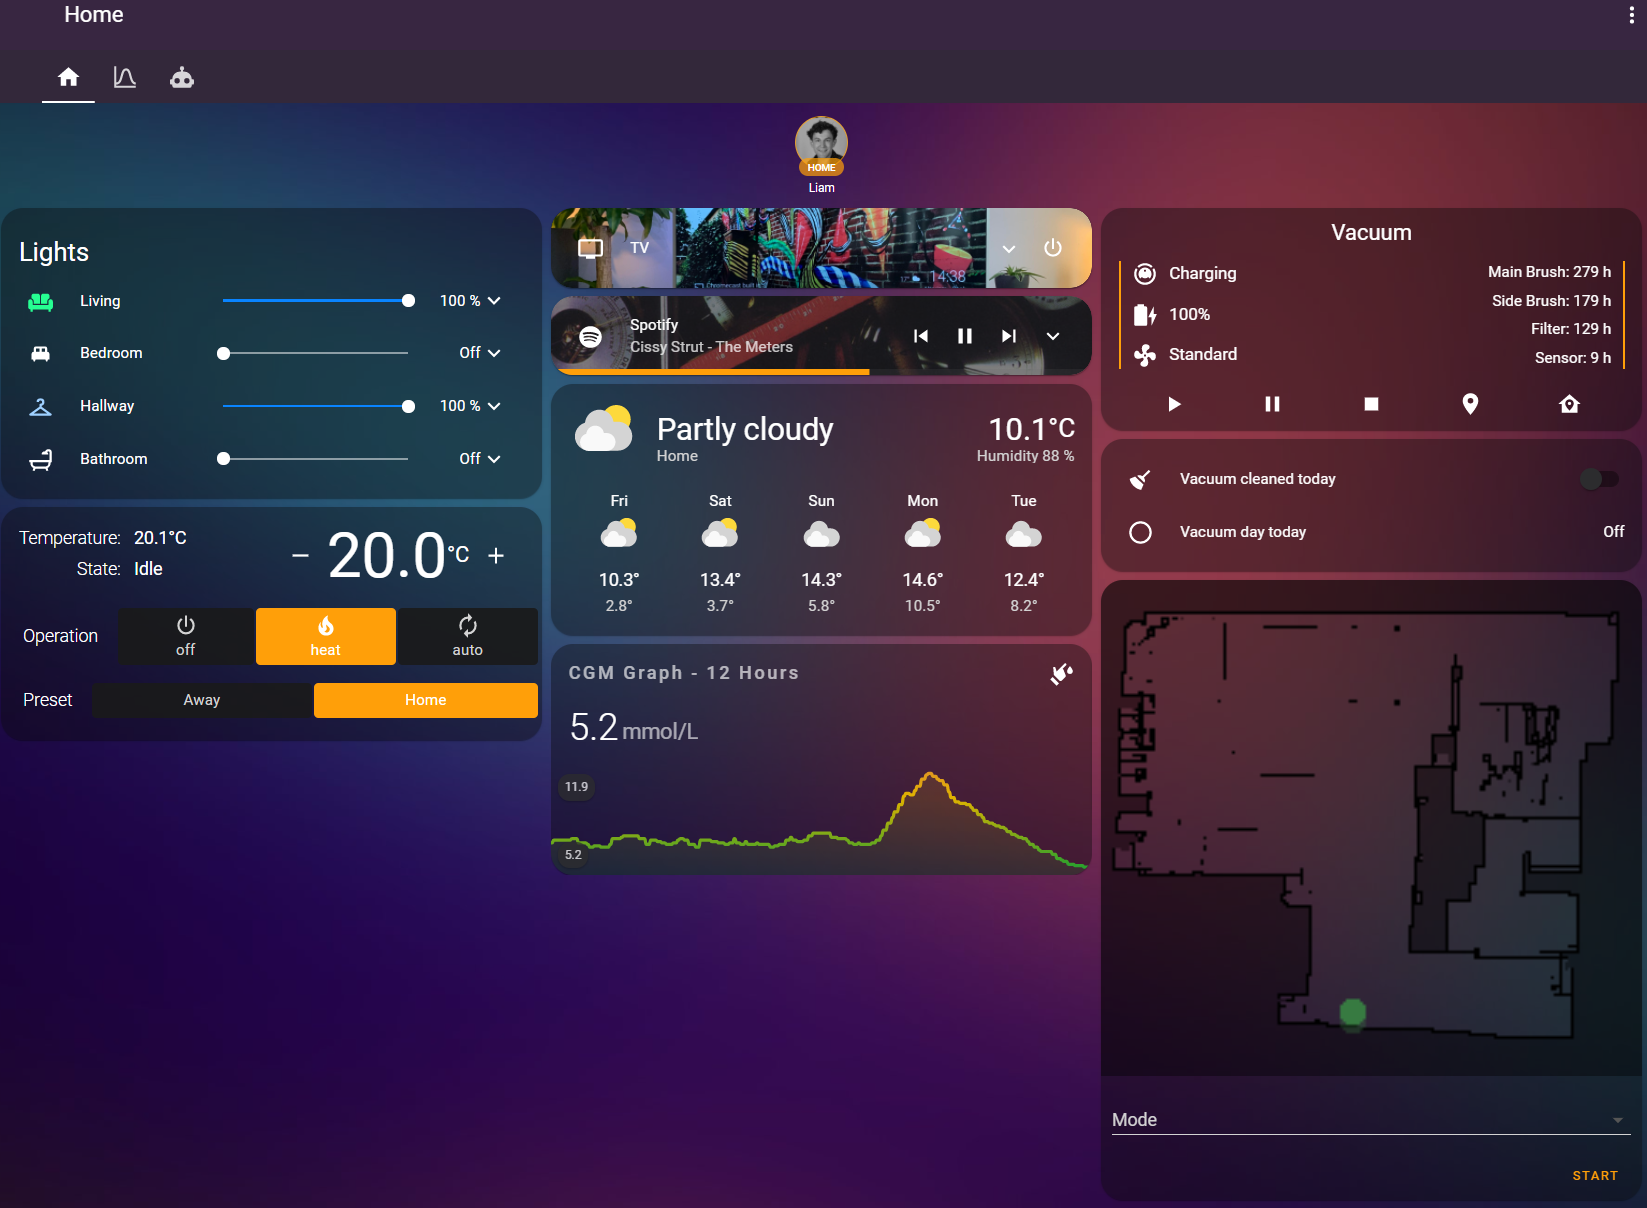 Home
HOME
Liam
Lights
Living 100 %
Bedroom Off
Hallway 100 %
Bathroom Off
Temperature: 20.1°C
State: Idle
20.0°C
Operation off heat auto
Preset Away Home
TV
14:38
Spotify
Cissy Strut - The Meters
Partly cloudy 10.1°C
Home Humidity 88 %
Fri Sat Sun Mon Tue
10.3° 13.4° 14.3° 14.6° 12.4°
2.8° 3.7° 5.8° 10.5° 8.2°
CGM Graph - 12 Hours
5.2 mmol/L
11.9
5.2
Vacuum
Charging
100%
Standard
Main Brush: 279 h
Side Brush: 179 h
Filter: 129 h
Sensor: 9 h
Vacuum cleaned today
Vacuum day today Off
Mode
START